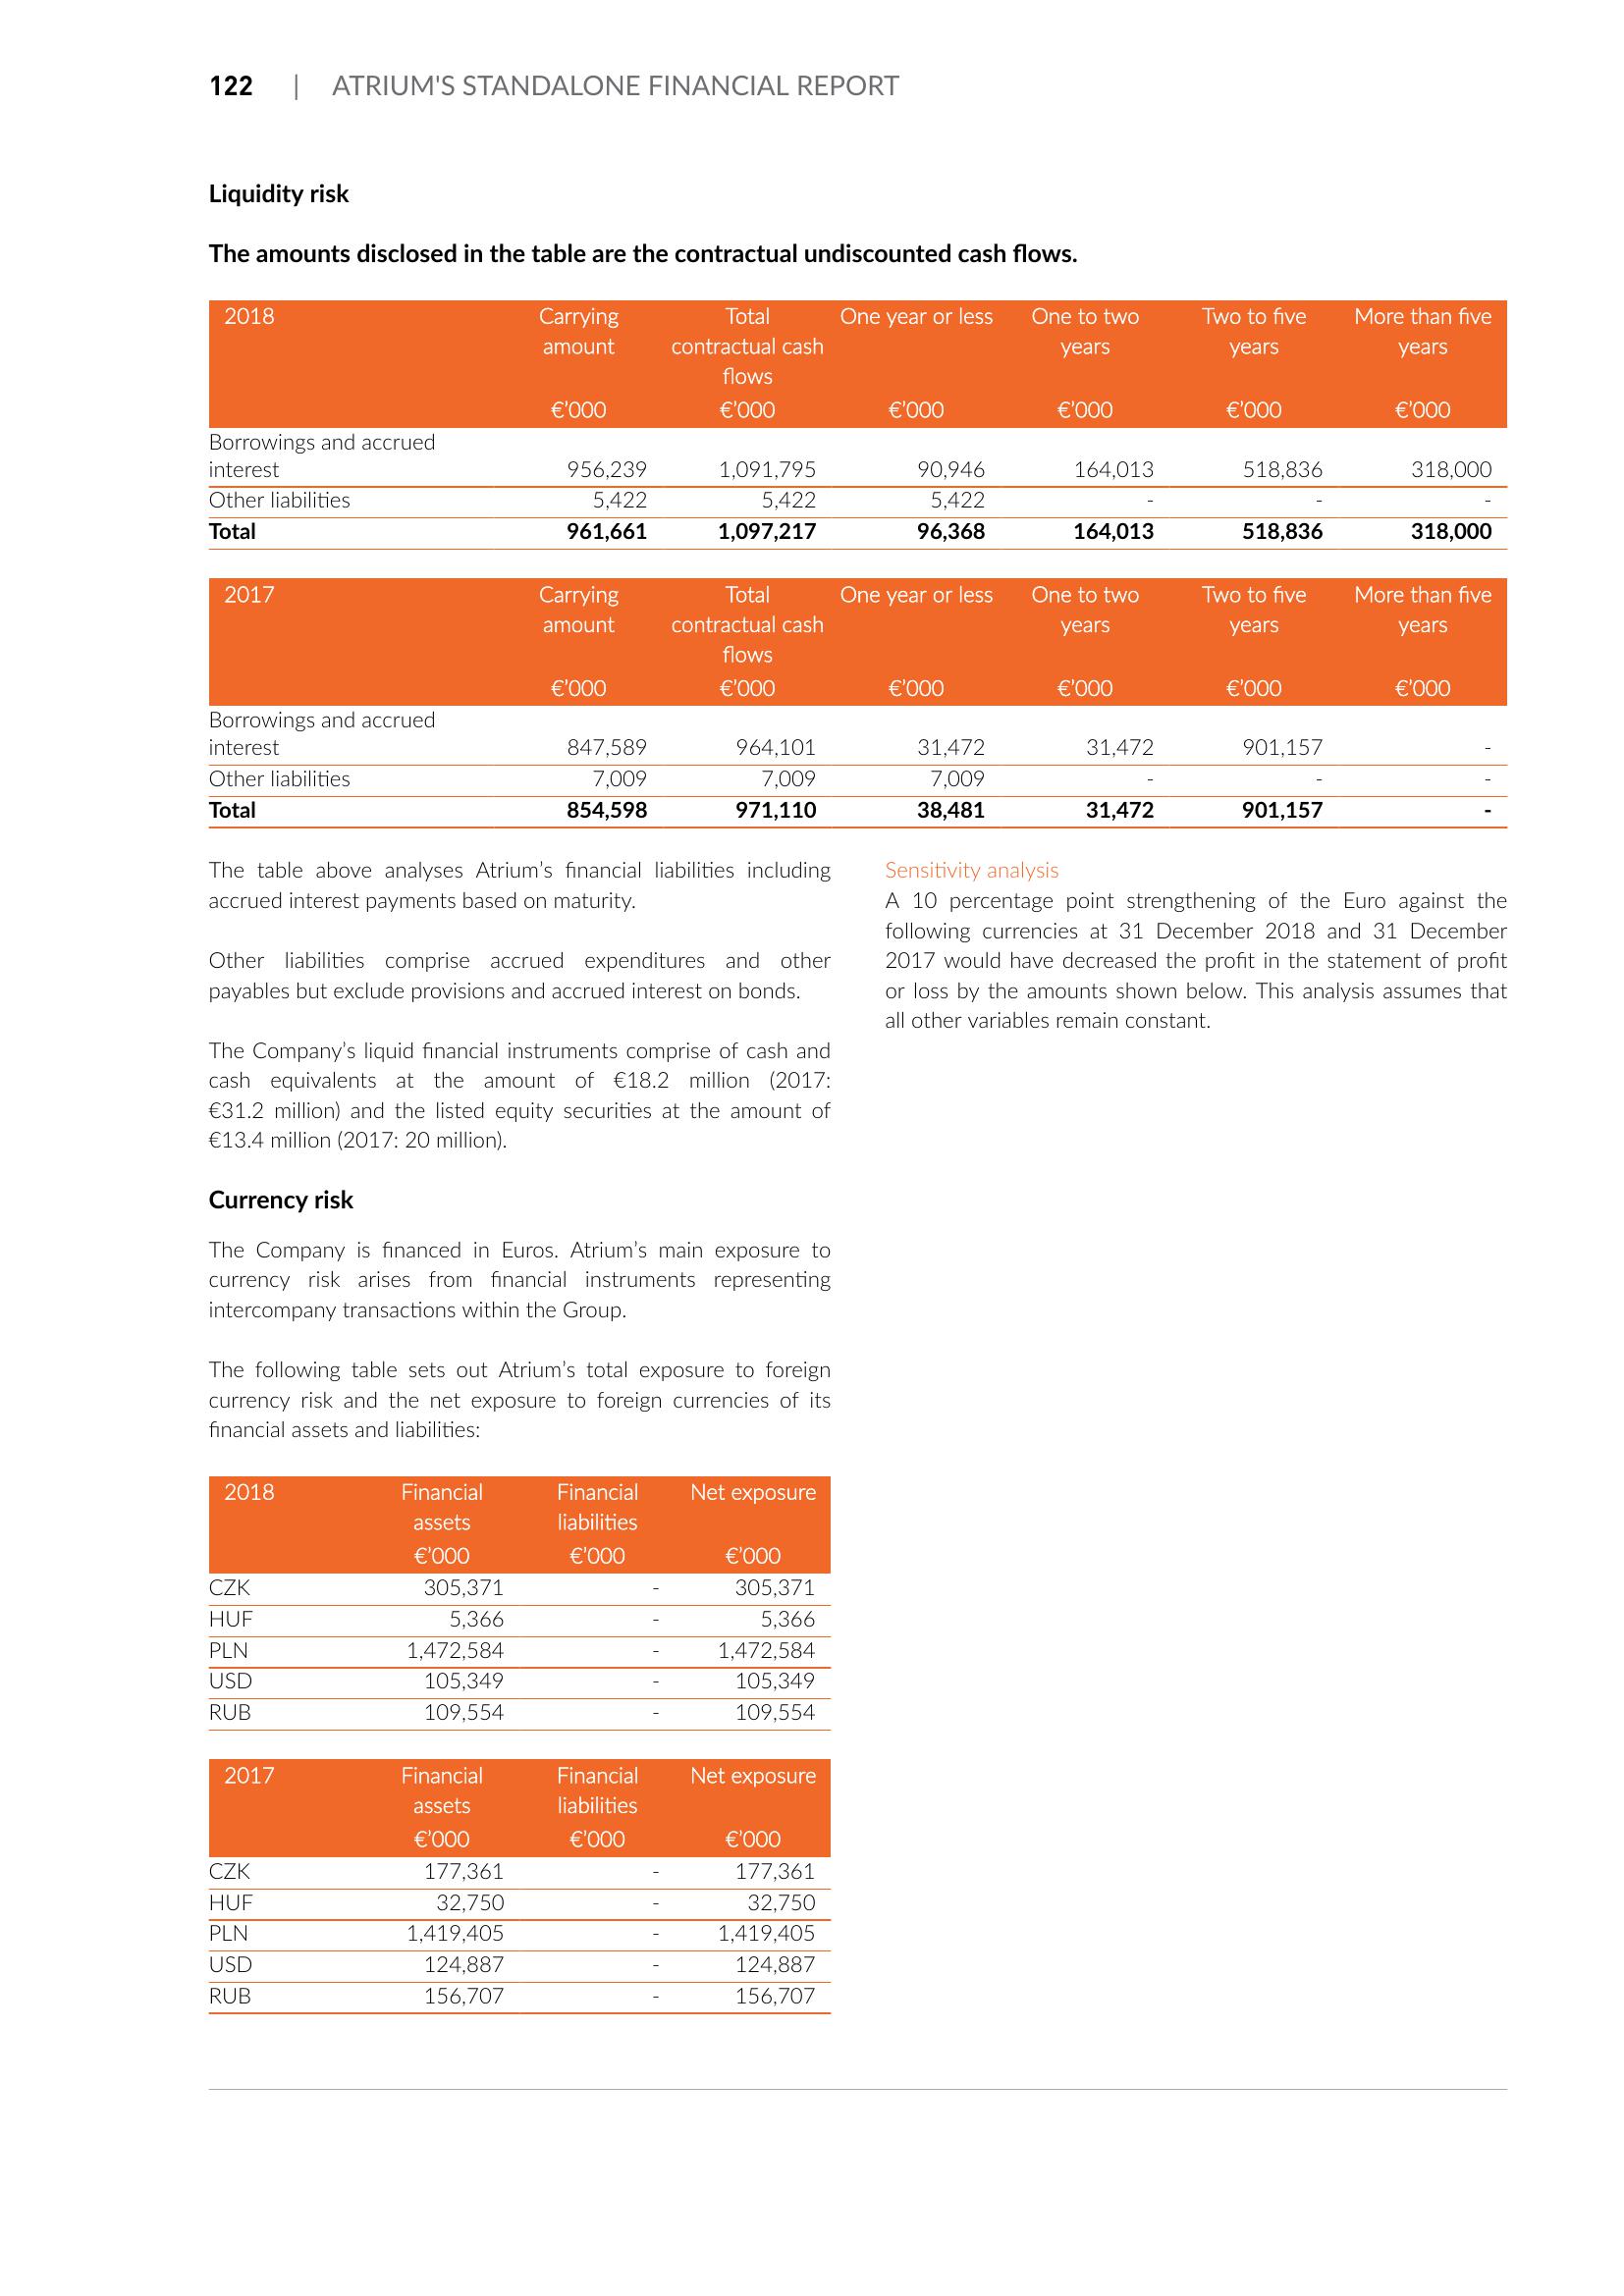 122 | ATRIUM'S STANDALONE FINANCIAL REPORT
Liquidity risk
The amounts disclosed in the table are the contractual undiscounted cash flows.
2018 Carrying Total One year or less One to two Two to five More than five
amount contractual cash years years years
flows
€’000 €’000 €’000 €’000 €’000 €’000
Borrowings and accrued
interest 956,239 1,091,795 90,946 164,013 518,836 318,000
Other liabilities 5,422 5,422 5,422 - - -
Total 961,661 1,097,217 96,368 164,013 518,836 318,000
2017 Carrying Total One year or less One to two Two to five More than five
amount contractual cash years years years
flows
€’000 €’000 €’000 €’000 €’000 €’000
Borrowings and accrued
interest 847,589 964,101 31,472 31,472 901,157 -
Other liabilities 7,009 7,009 7,009 - - -
Total 854,598 971,110 38,481 31,472 901,157 -
The table above analyses Atrium’s financial liabilities including
accrued interest payments based on maturity.
Other liabilities comprise accrued expenditures and other
payables but exclude provisions and accrued interest on bonds.
The Company’s liquid financial instruments comprise of cash and
cash equivalents at the amount of €18.2 million (2017:
€31.2 million) and the listed equity securities at the amount of
€13.4 million (2017: 20 million).
Currency risk
The Company is financed in Euros. Atrium’s main exposure to
currency risk arises from financial instruments representing
intercompany transactions within the Group.
The following table sets out Atrium’s total exposure to foreign
currency risk and the net exposure to foreign currencies of its
financial assets and liabilities:
2018 Financial Financial Net exposure
assets liabilities
€’000 €’000 €’000
CZK 305,371 - 305,371
HUF 5,366 - 5,366
PLN 1,472,584 - 1,472,584
USD 105,349 - 105,349
RUB 109,554 - 109,554
2017 Financial Financial Net exposure
assets liabilities
€’000 €’000 €’000
CZK 177,361 - 177,361
HUF 32,750 - 32,750
PLN 1,419,405 - 1,419,405
USD 124,887 - 124,887
RUB 156,707 - 156,707
Sensitivity analysis
A 10 percentage point strengthening of the Euro against the
following currencies at 31 December 2018 and 31 December
2017 would have decreased the profit in the statement of profit
or loss by the amounts shown below. This analysis assumes that
all other variables remain constant.